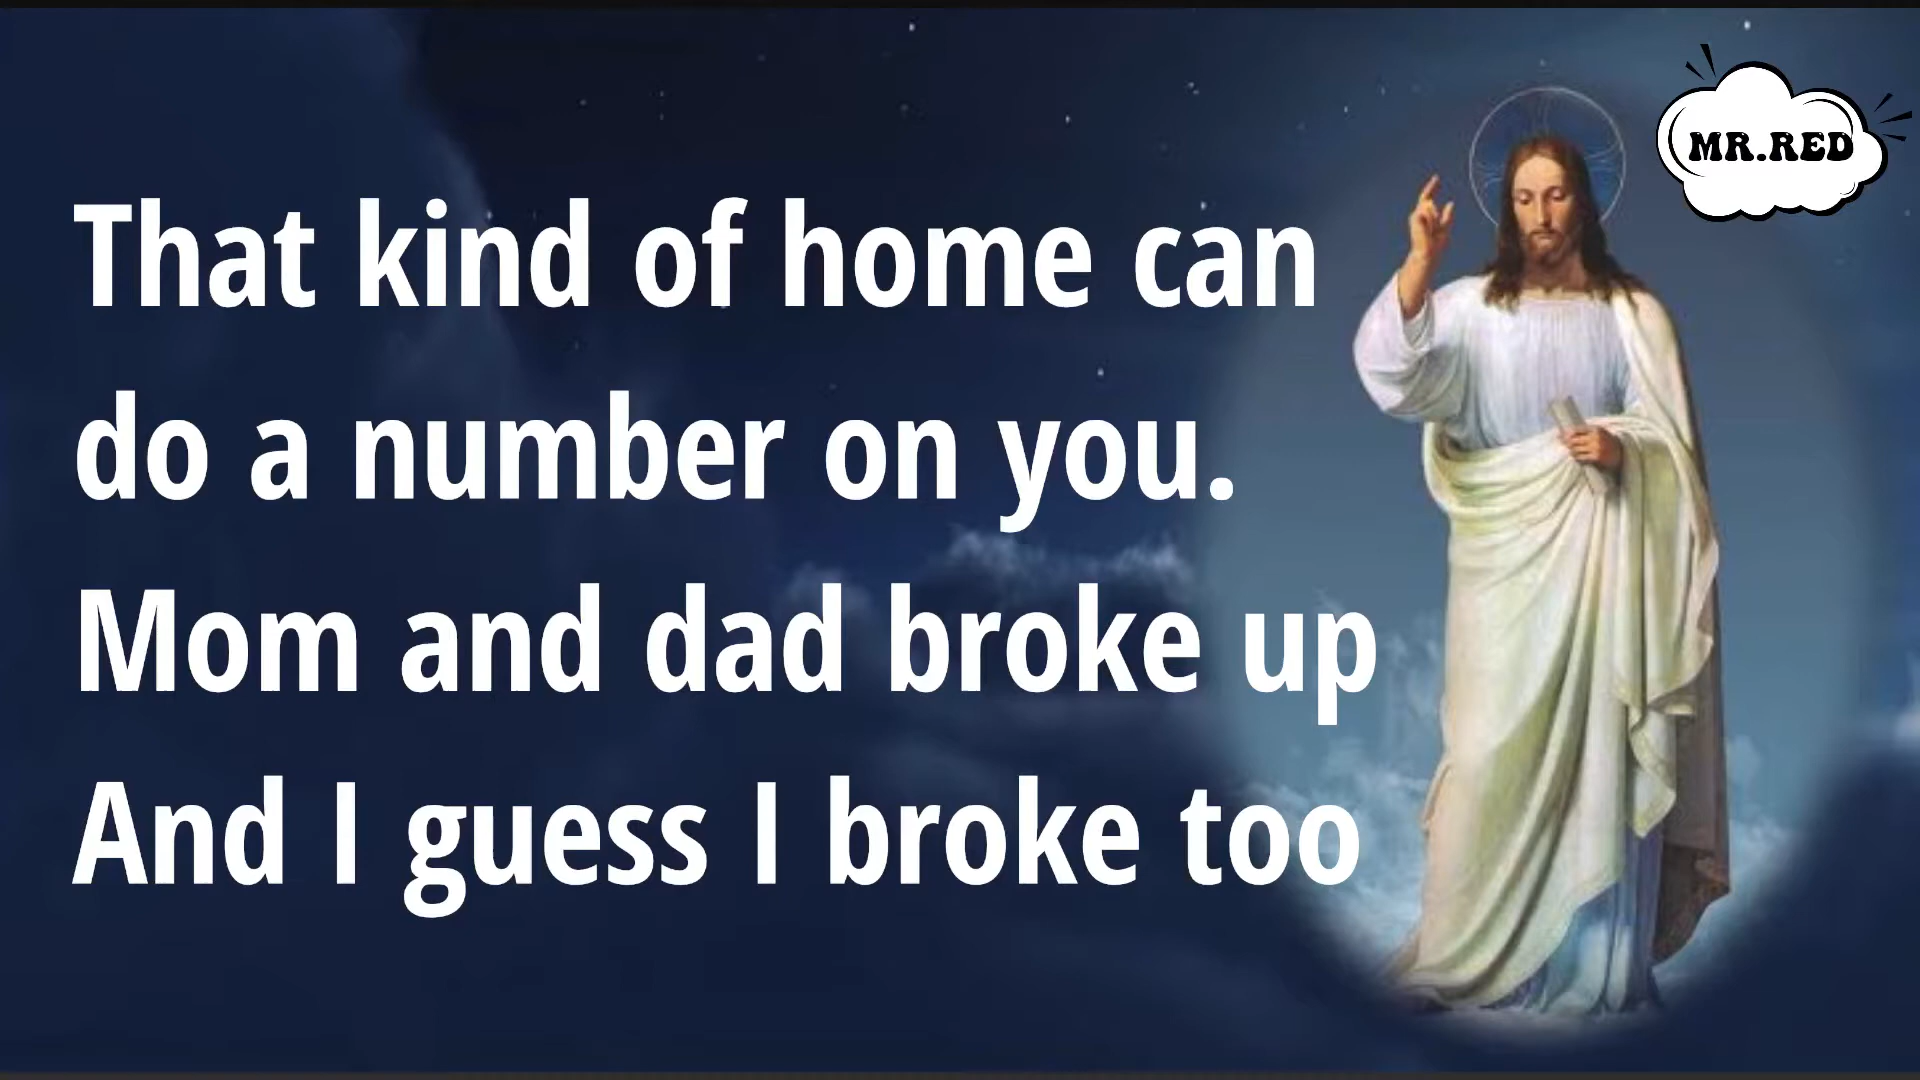 MR.RED
That kind of home can
do a number on you.
Mom and dad broke up
And I guess I broke too